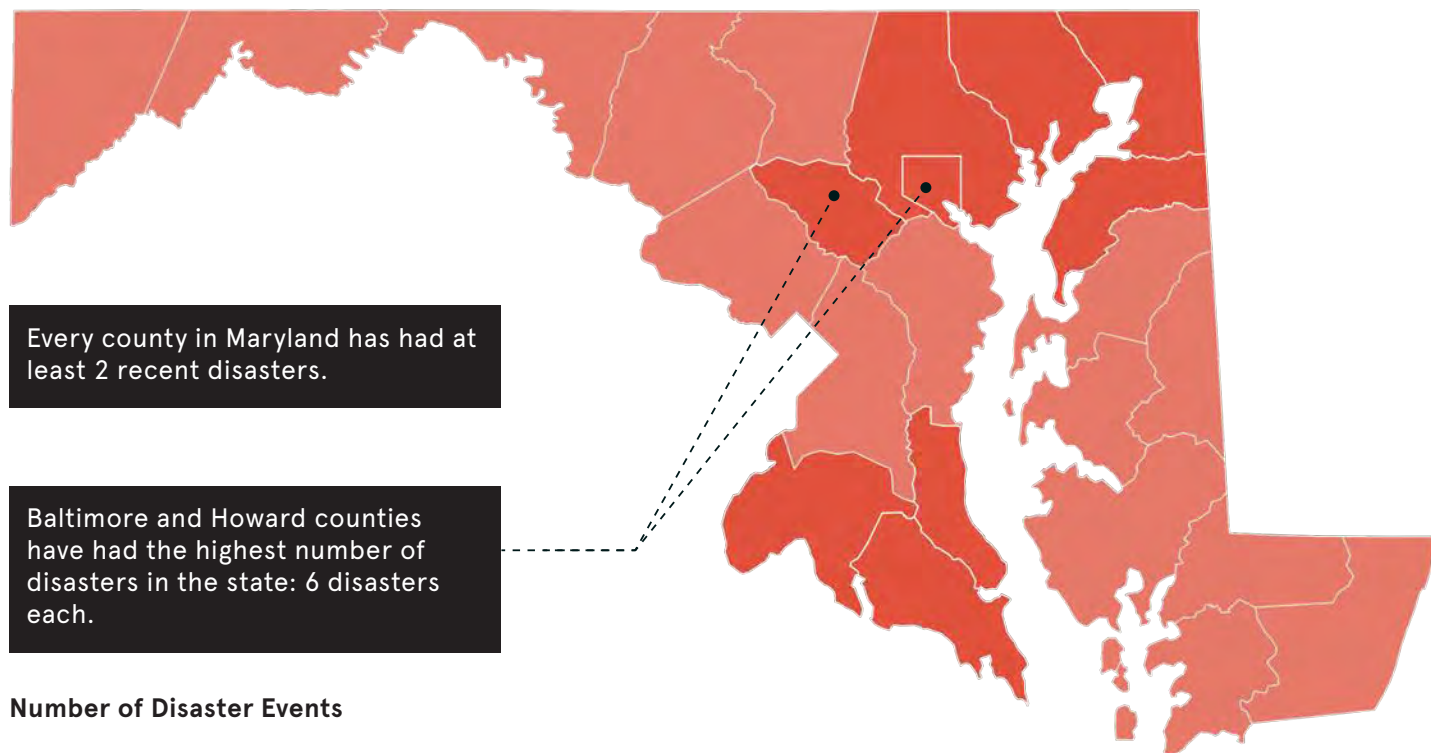 Every county in Maryland has had at
least 2 recent disasters.
Baltimore and Howard counties
have had the highest number of
disasters in the state: 6 disasters
each.
Number of Disaster Events